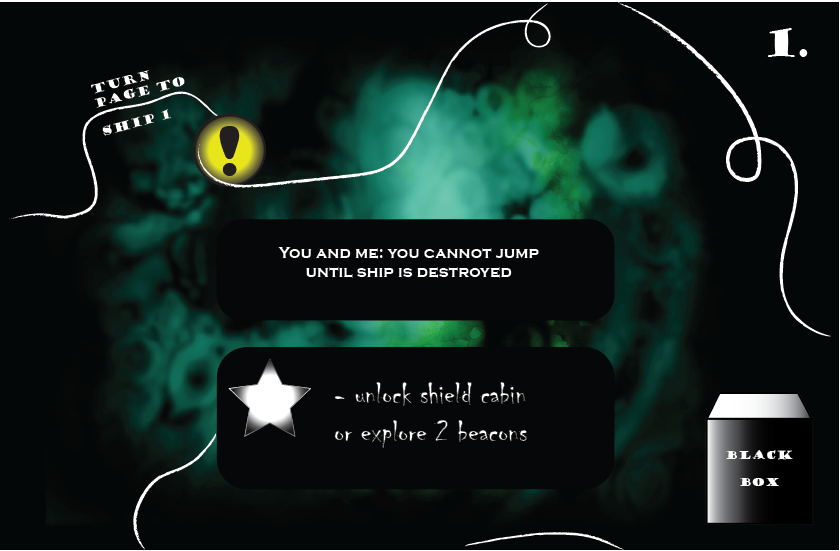 1.
TURN
PAGE TO
SHIP 1
!
You and me: you cannot jump
until ship is destroyed
- unlock shield cabin
or explore 2 beacons
BLACK
BOX